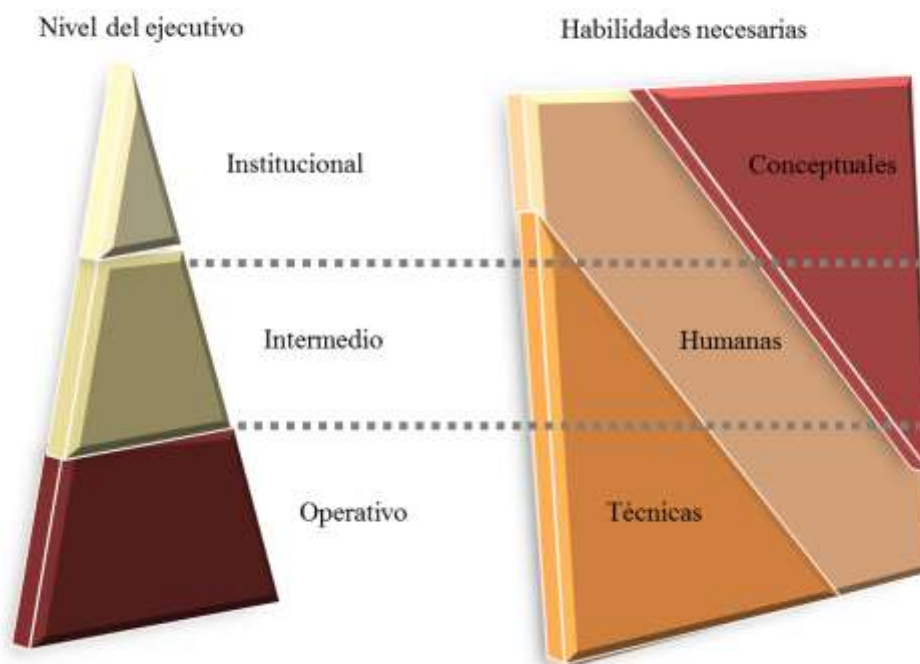 Nivel del ejecutivo
Habilidades necesarias
Institucional
Conceptuales
Intermedio
Humanas
Operativo
Técnicas